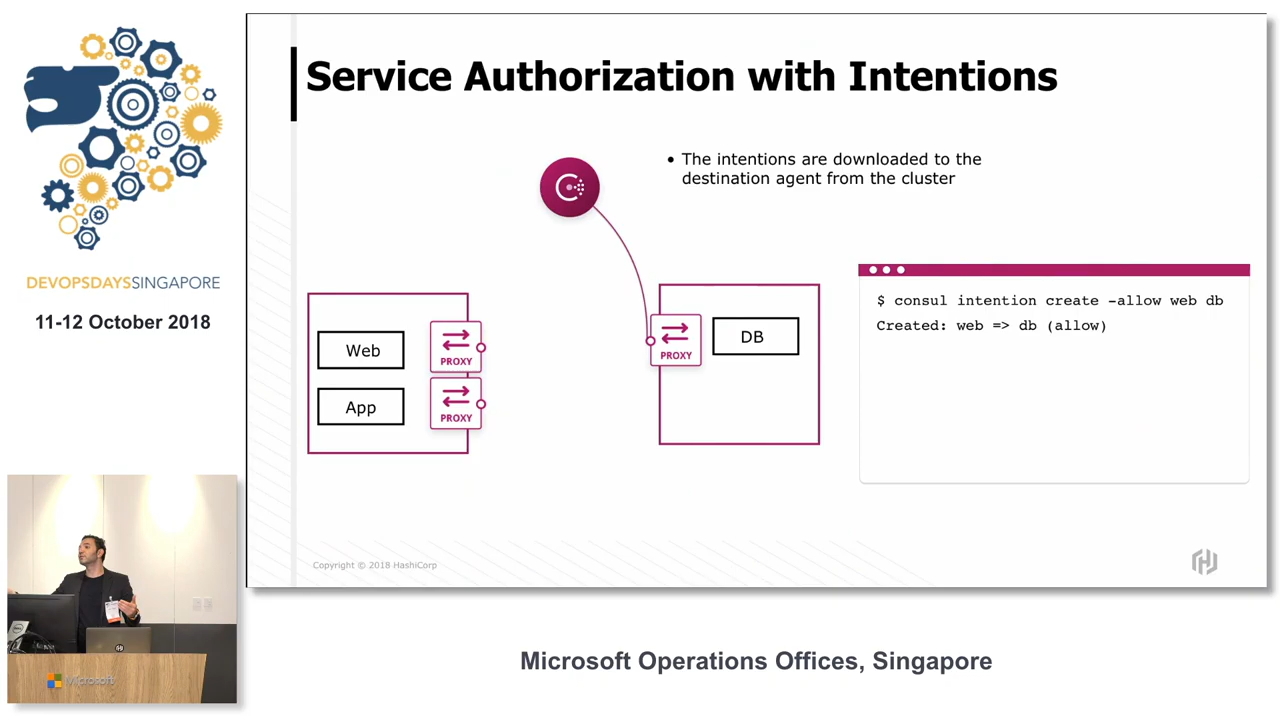 Service Authorization with Intentions
• The intentions are downloaded to the
destination agent from the cluster
DEVOPSDAYSSINGAPORE
11-12 October 2018
$ consul intention create -allow web db
Created: web => db (allow)
Web
PROXY
App
PROXY
PROXY
DB
Copyright © 2018 HashiCorp
Microsoft
Microsoft Operations Offices, Singapore